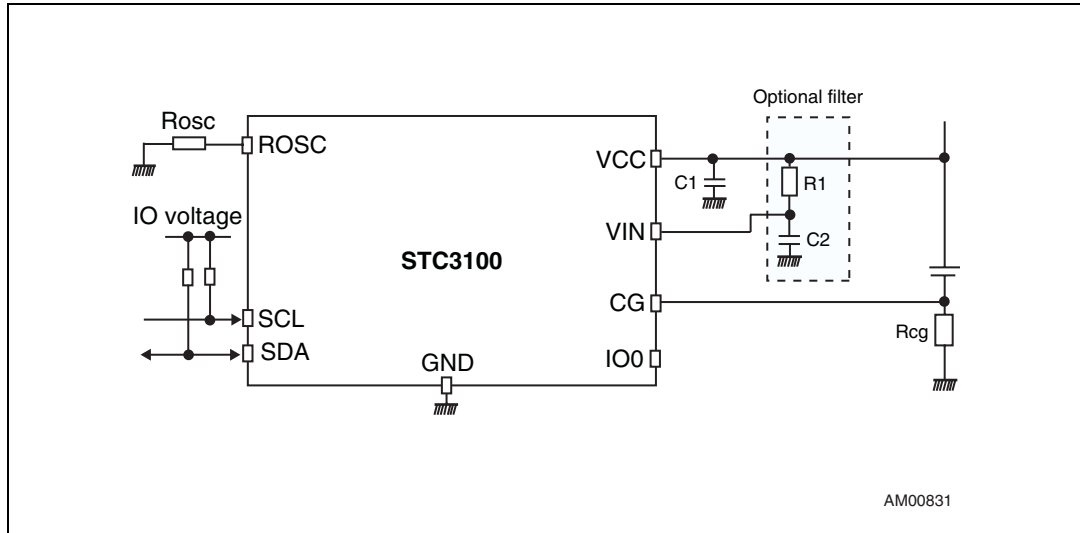 Optional filter
Rosc
ROSC
VCC
C1
R1
IO voltage
VIN
C2
STC3100
CG
SCL
Rcg
SDA
GND
IO0
AM00831